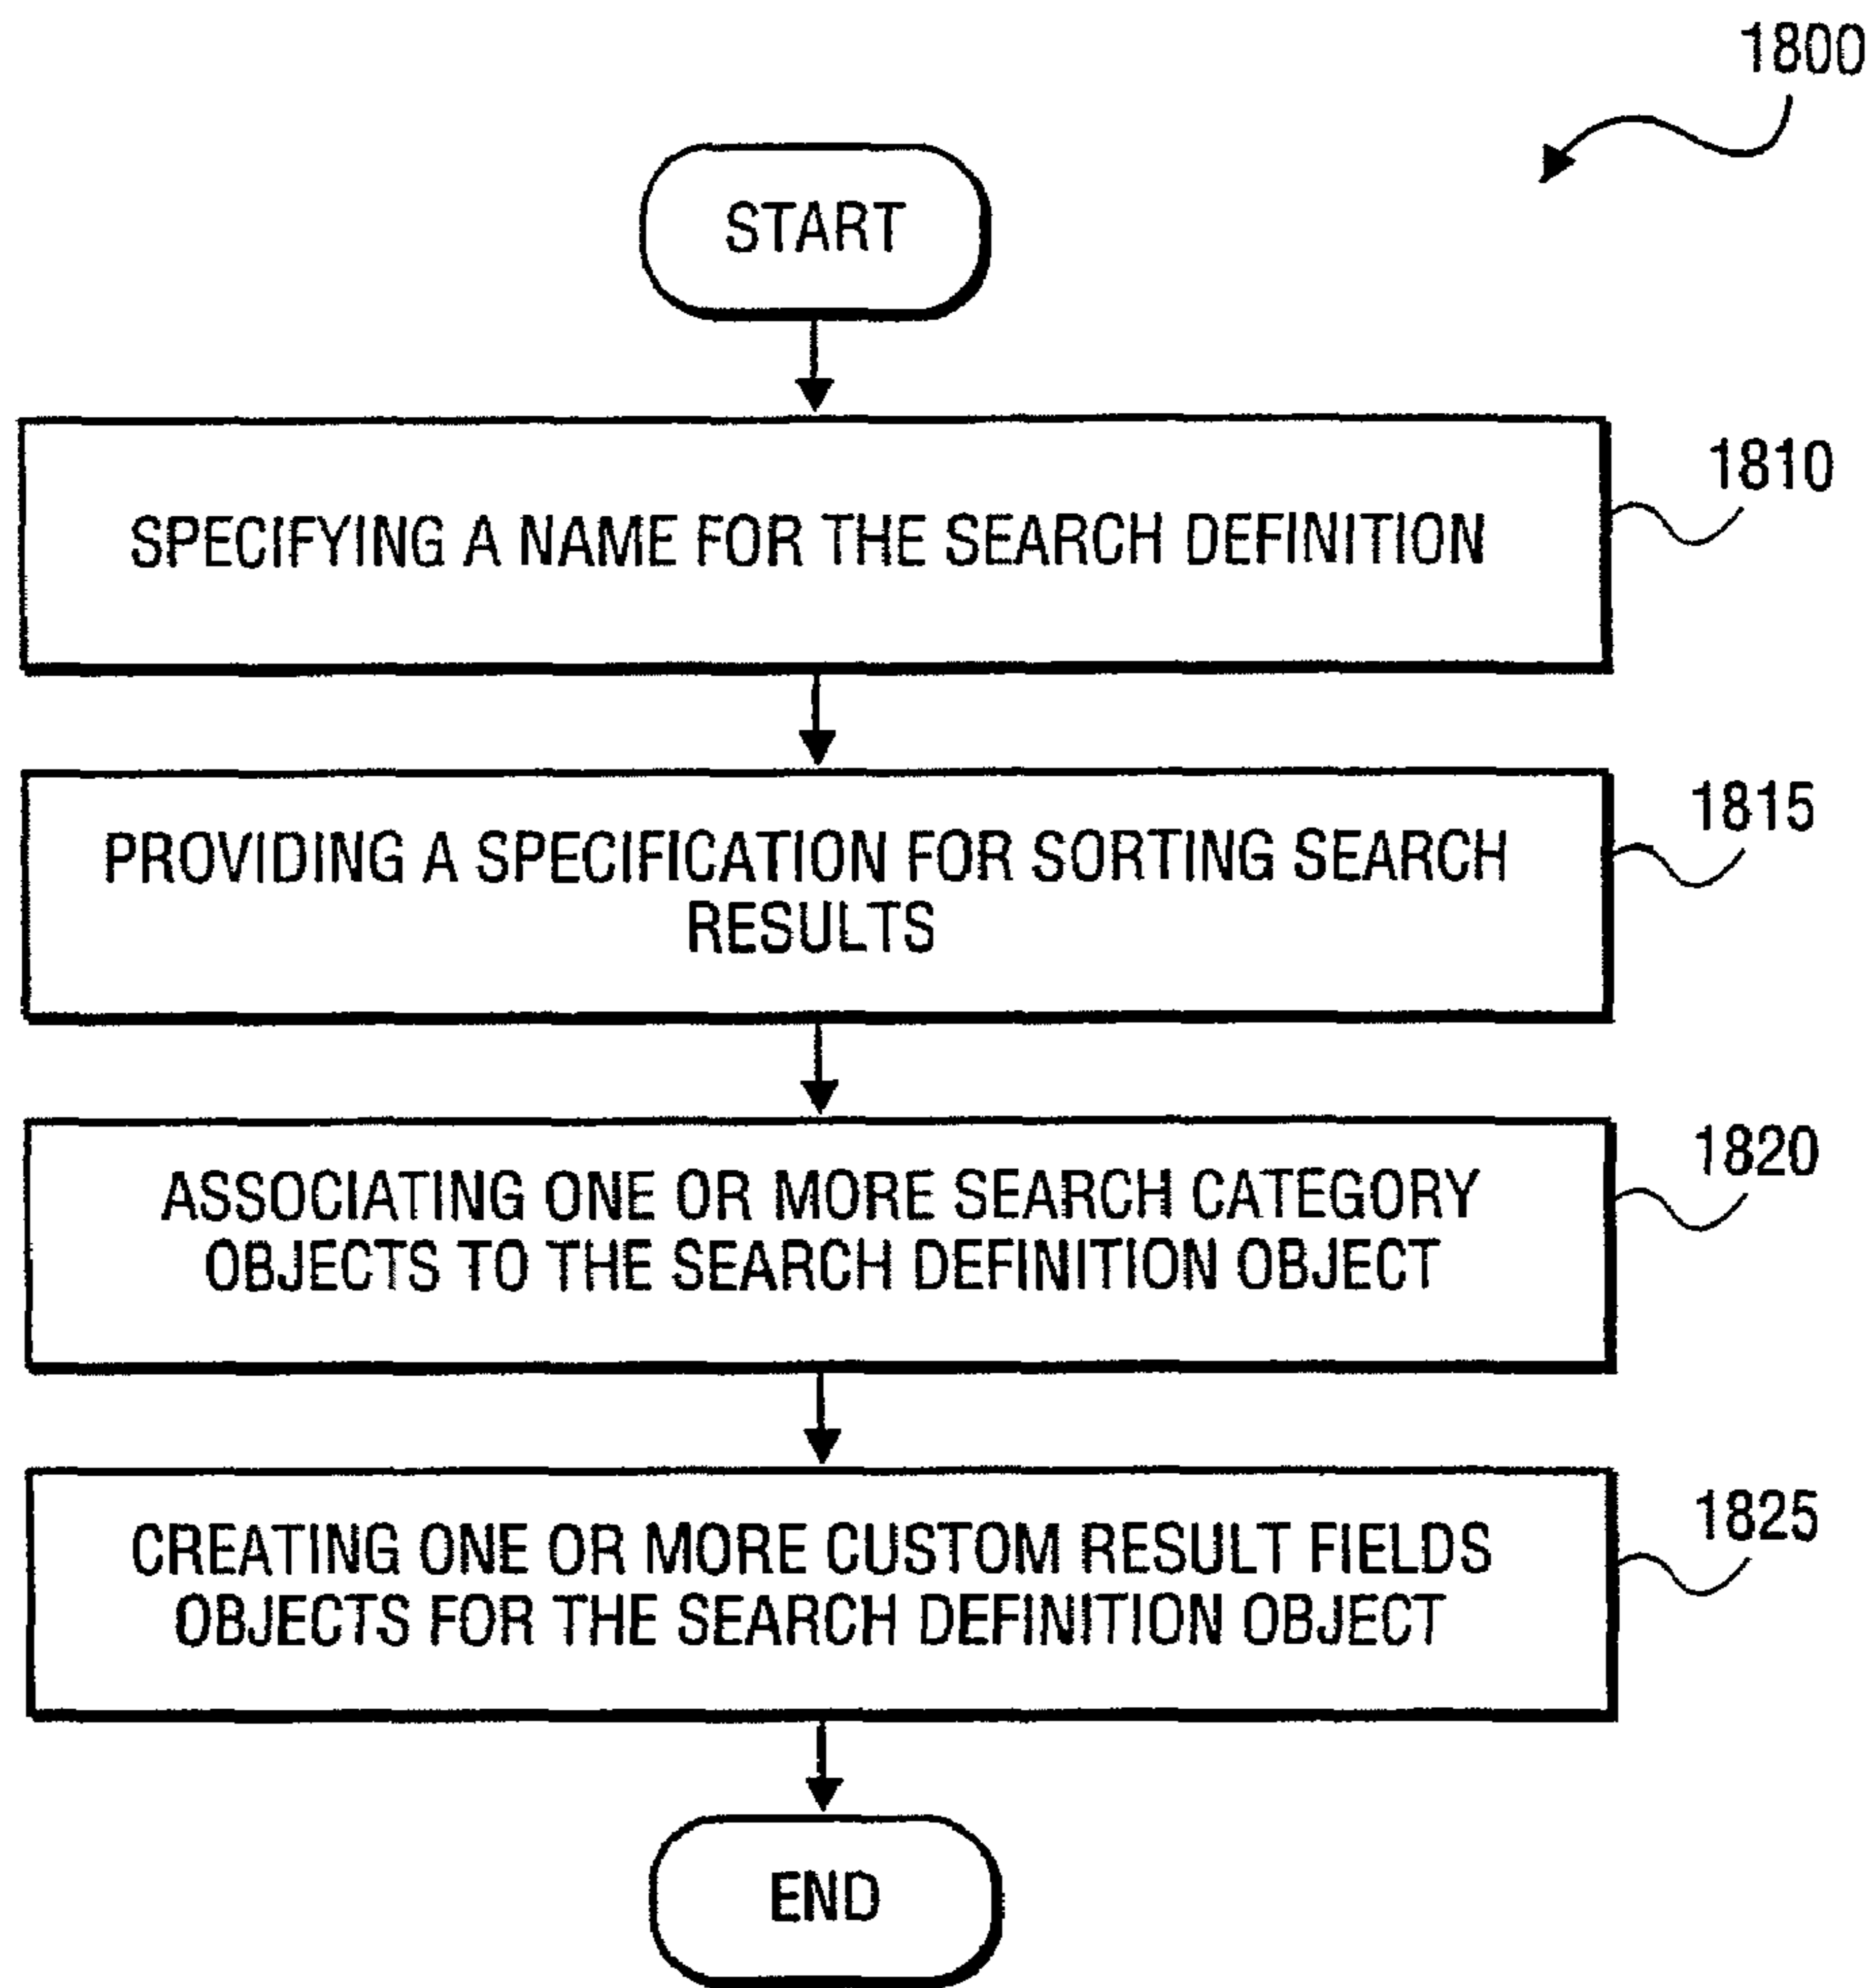 1800
START
SPECIFYING A NAME FOR THE SEARCH DEFINITION
1810
PROVIDING A SPECIFICATION FOR SORTING SEARCH
RESULTS
1815
ASSOCIATING ONE OR MORE SEARCH CATEGORY
OBJECTS TO THE SEARCH DEFINITION OBJECT
1820
CREATING ONE OR MORE CUSTOM RESULT FIELDS
OBJECTS FOR THE SEARCH DEFINITION OBJECT
1825
END